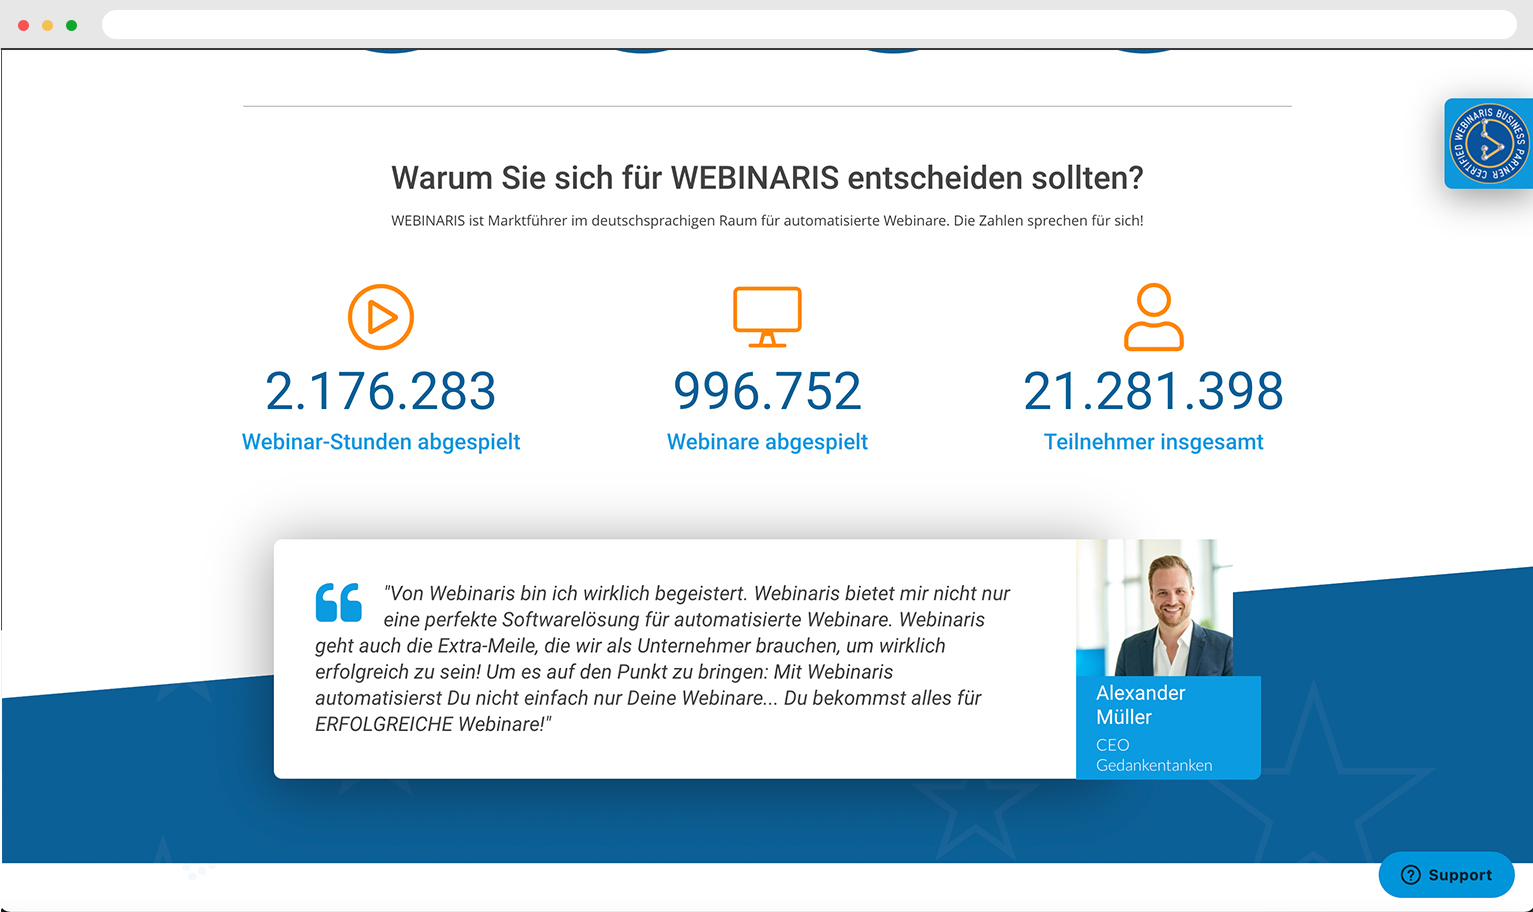 CERTIFIED WEBINARIS BUSINESS PARTNER
Warum Sie sich für WEBINARIS entscheiden sollten?
WEBINARIS ist Marktführer im deutschsprachigen Raum für automatisierte Webinare. Die Zahlen sprechen für sich!
2.176.283
996.752
21.281.398
Webinar-Stunden abgespielt
Webinare abgespielt
Teilnehmer insgesamt
"Von Webinaris bin ich wirklich begeistert. Webinaris bietet mir nicht nur
eine perfekte Softwarelösung für automatisierte Webinare. Webinaris
geht auch die Extra-Meile, die wir als Unternehmer brauchen, um wirklich
erfolgreich zu sein! Um es auf den Punkt zu bringen: Mit Webinaris
automatisierst Du nicht einfach nur Deine Webinare... Du bekommst alles für
ERFOLGREICHE Webinare!"
Alexander
Müller
CEO
Gedankentanken
Support